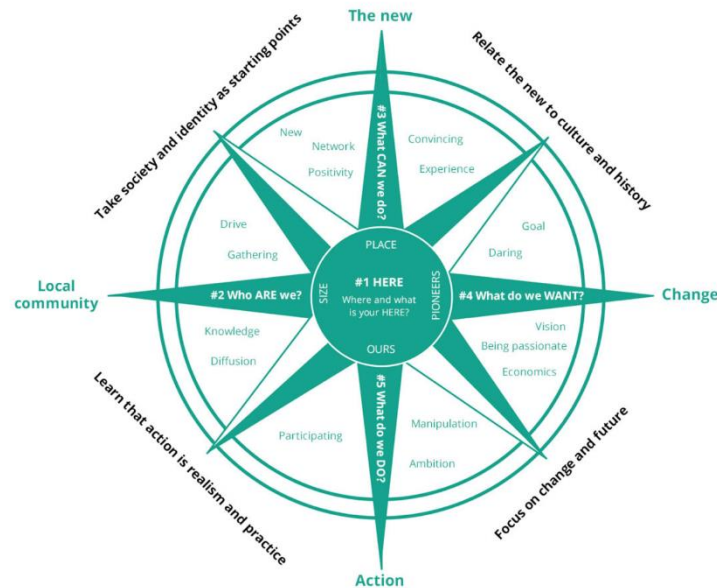 The new
Take society and identity as starting points
Relate the new to culture and history
#3 What CAN we do?
New
Network
Positivity
Convincing
Experience
Drive
Gathering
Goal
Daring
PLACE
Local
community
#2 Who ARE we?
SIZE
#1 HERE
Where and what
is your HERE?
PIONEERS
#4 What do we WANT?
Change
OURS
Knowledge
Diffusion
Vision
Being passionate
Economics
#5 What do we DO?
Participating
Manipulation
Ambition
Learn that action is realism and practice
Focus on change and future
Action